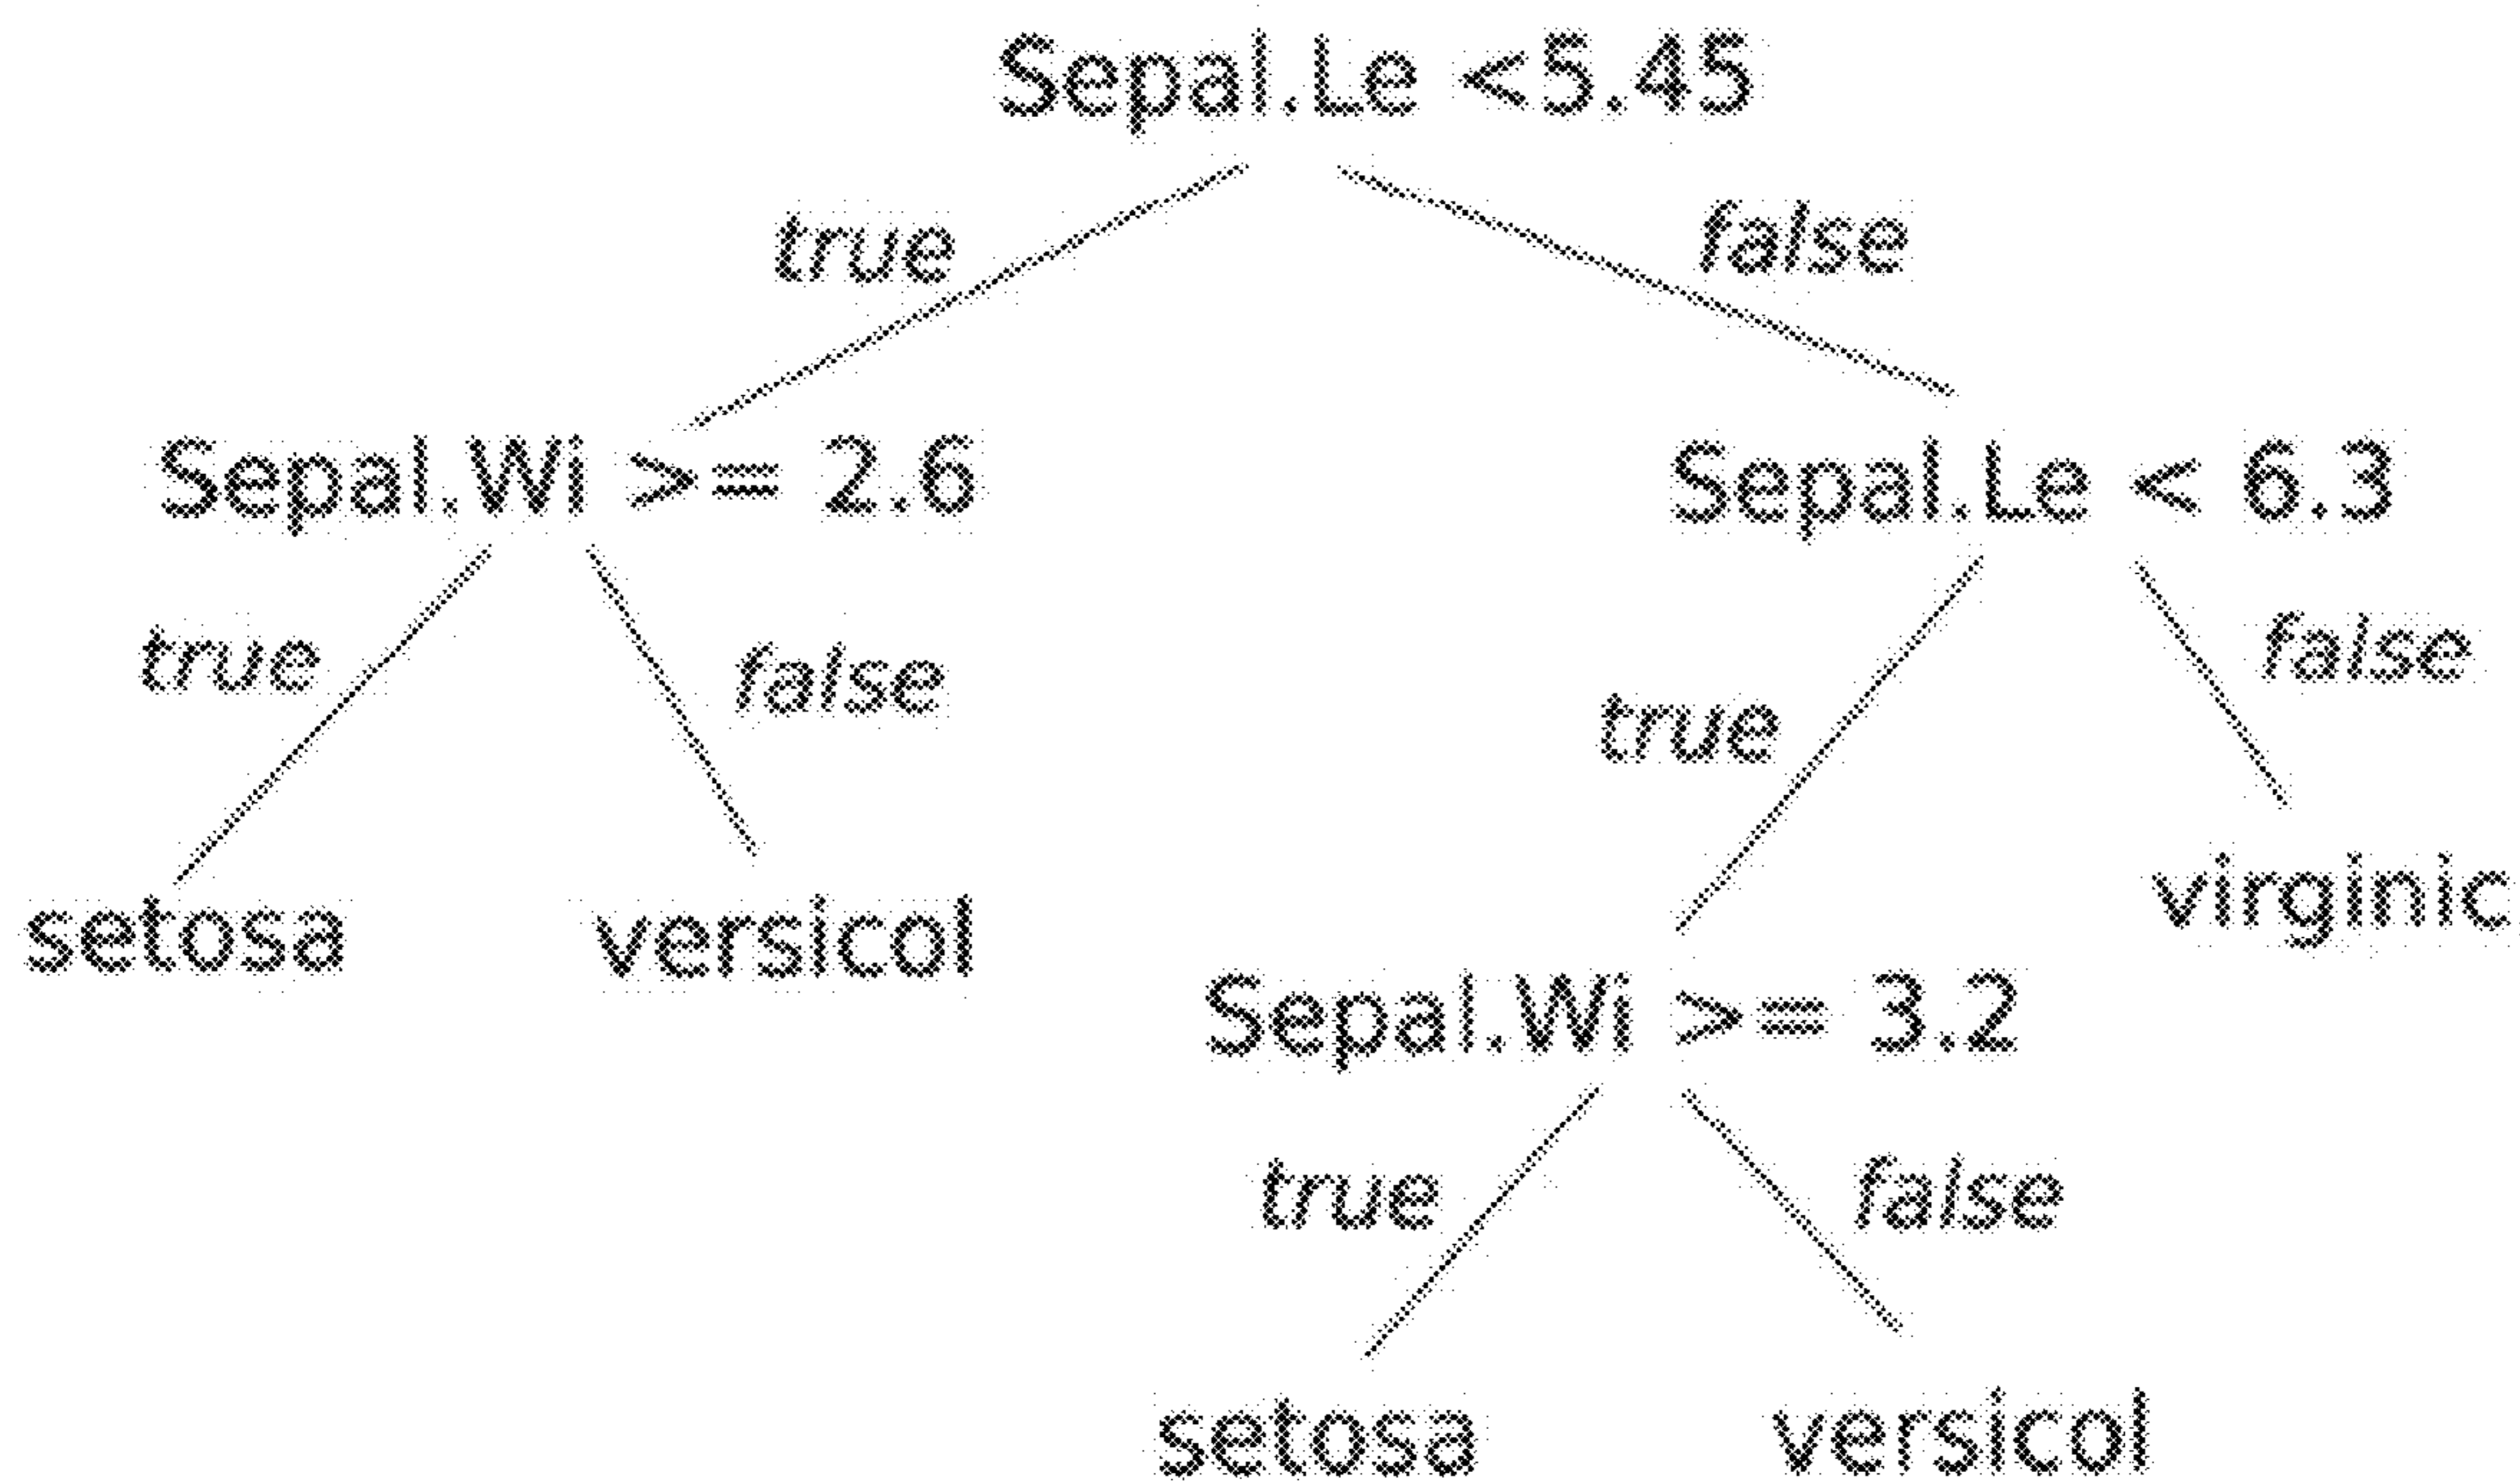 Sepal.Le <5.45
true
false
Sepal.Wi >= 2.6
Sepal.Le < 6.3
true
false
true
false
setosa
versicol
virginic
Sepal.Wi >= 3.2
true
false
setosa
versicol